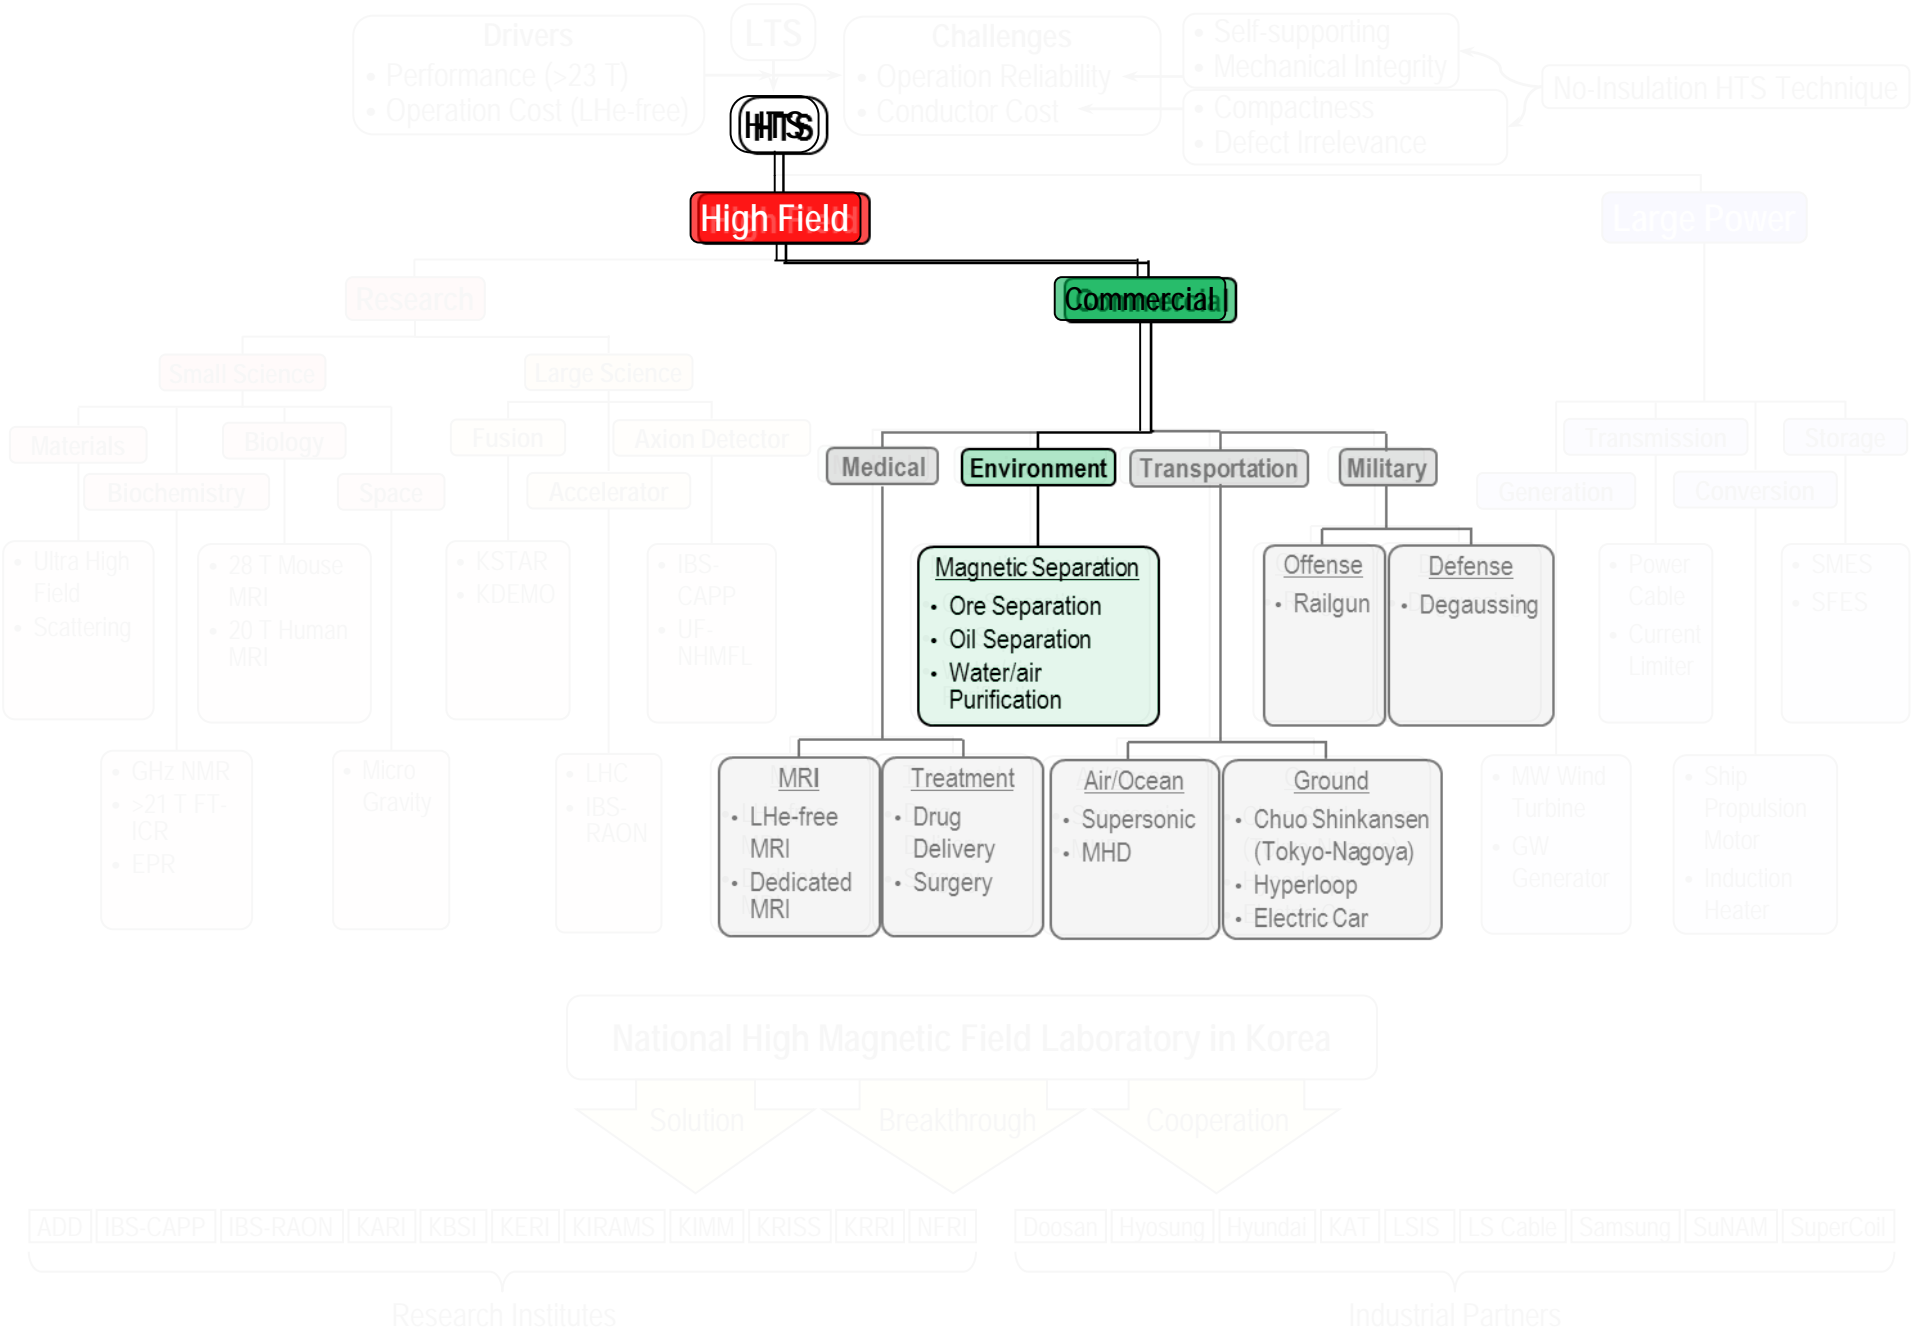 Drivers
• Performance (>23 T)
• Operation Cost (LHe-free)
LTS
Challenges
• Operation Reliability
• Conductor Cost
• Self-supporting
• Mechanical Integrity
• Compactness
• Defect Irrelevance
No-Insulation HTS Technique
HTS
High Field
Large Power
Research
Commercial
Small Science
Large Science
Materials
Biology
Biochemistry
Space
Fusion
Axion Detector
Accelerator
Medical
Environment
Transportation
Military
Transmission
Storage
Generation
Conversion
• Ultra High
Field
• Scattering
• 28 T Mouse
MRI
• 20 T Human
MRI
• KSTAR
• KDEMO
• IBS-
CAPP
• UF-
NHMFL
Magnetic Separation
• Ore Separation
• Oil Separation
• Water/air
Purification
Offense
• Railgun
Defense
• Degaussing
• Power
Cable
• Current
Limiter
• SMES
• SFES
• GHz NMR
• >21 T FT-
ICR
• EPR
• Micro
Gravity
• LHC
• IBS-
RAON
MRI
• LHe-free
MRI
• Dedicated
MRI
Treatment
• Drug
Delivery
• Surgery
Air/Ocean
• Supersonic
• MHD
Ground
• Chuo Shinkansen
(Tokyo-Nagoya)
• Hyperloop
• Electric Car
• MW Wind
Turbine
• GW
Generator
• Ship
Propulsion
Motor
• Induction
Heater
National High Magnetic Field Laboratory in Korea
Solution
Breakthrough
Cooperation
ADD IBS-CAPP IBS-RAON KARI KBSI KERI KIRAMS KIMM KRISS KRRI NFRI
Doosan Hyosung Hyundai KAT LSIS LS Cable Samsung SuNAM SuperCoil
Research Institutes
Industrial Partners